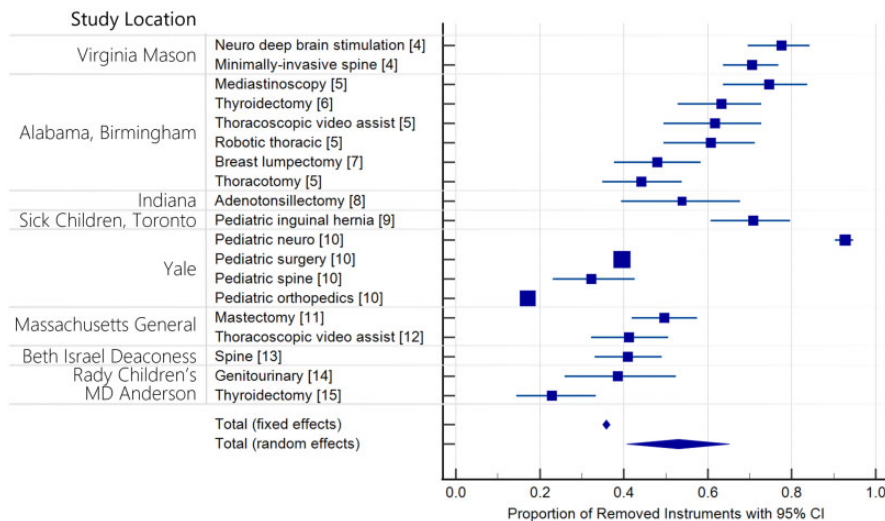 Study Location
Virginia Mason
Neuro deep brain stimulation [4]
Minimally-invasive spine [4]
Alabama, Birmingham
Mediastinoscopy [5]
Thyroidectomy [6]
Thoracoscopic video assist [5]
Robotic thoracic [5]
Breast lumpectomy [7]
Thoracotomy [5]
Indiana
Adenotonsillectomy [8]
Sick Children, Toronto
Pediatric inguinal hernia [9]
Yale
Pediatric neuro [10]
Pediatric surgery [10]
Pediatric spine [10]
Pediatric orthopedics [10]
Massachusetts General
Mastectomy [11]
Thoracoscopic video assist [12]
Beth Israel Deaconess
Spine [13]
Rady Children's
Genitourinary [14]
MD Anderson
Thyroidectomy [15]
Total (fixed effects)
Total (random effects)
0.0 0.2 0.4 0.6 0.8 1.0
Proportion of Removed Instruments with 95% CI